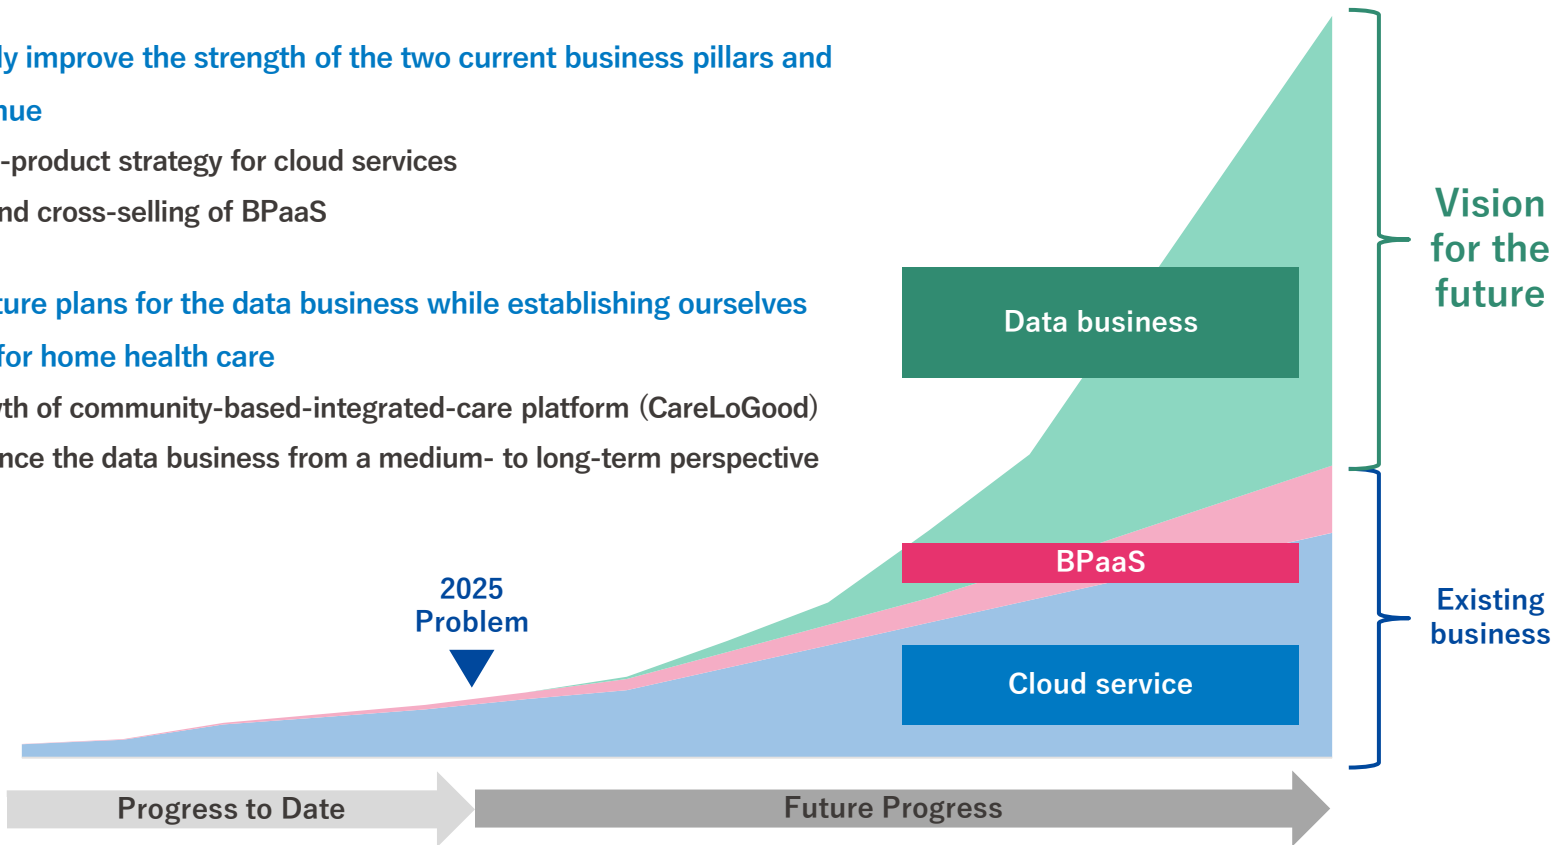 ly improve the strength of the two current business pillars and
nue
-product strategy for cloud services
nd cross-selling of BPaaS
ture plans for the data business while establishing ourselves
for home health care
th of community-based-integrated-care platform (CareLoGood)
nce the data business from a medium- to long-term perspective
Vision
for the
future
Data business
BPaaS
2025
Problem
Existing
business
Cloud service
Progress to Date
Future Progress